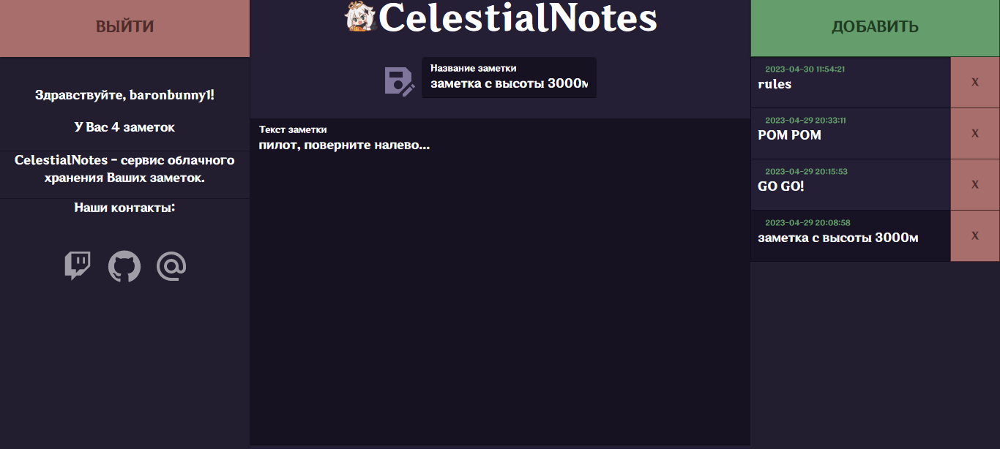 ВЫЙТИ
Здравствуйте, baronbunny1!
У Вас 4 заметок
CelestialNotes - сервис облачного
хранения Ваших заметок.
Наши контакты:
CelestialNotes
Название заметки
заметка с высоты 3000м
Текст заметки
пилот, поверните налево...
ДОБАВИТЬ
2023-04-30 11:54:21
rules
X
2023-04-29 20:33:11
POM POM
X
2023-04-29 20:15:53
GO GO!
X
2023-04-29 20:08:58
заметка с высоты 3000м
X